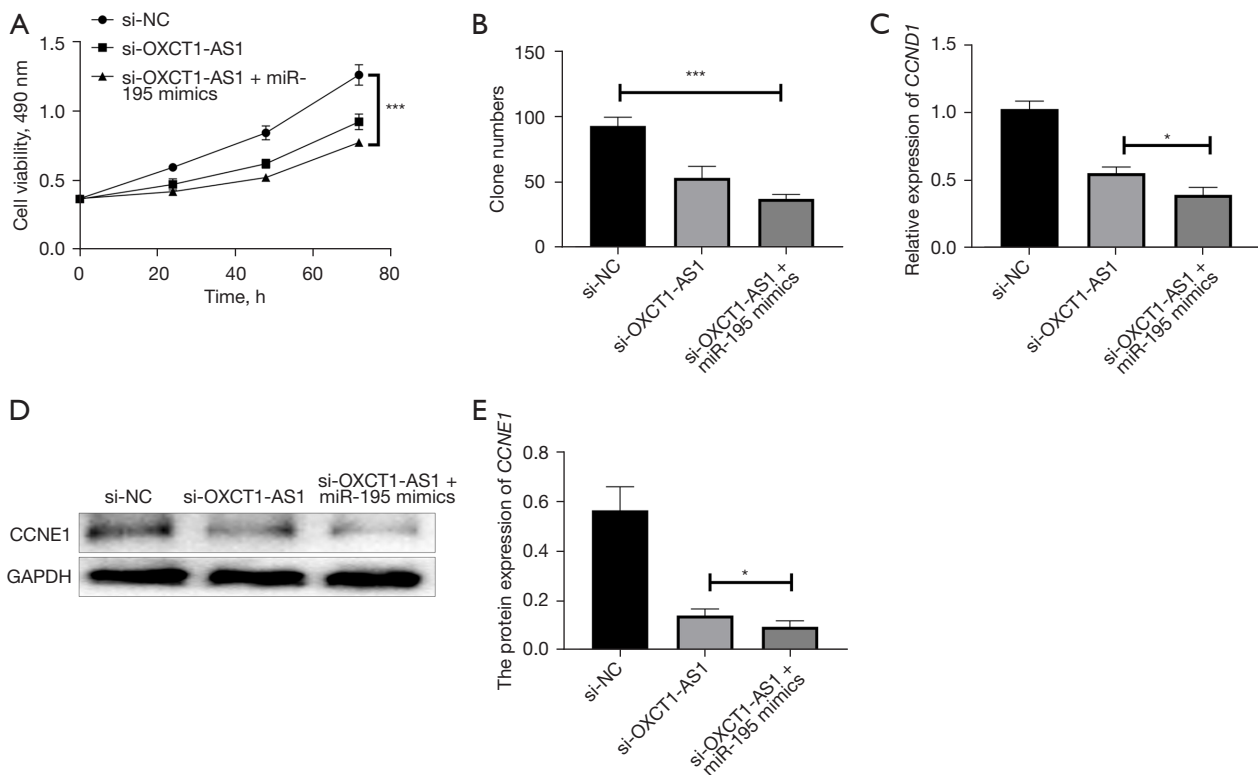 A
si-NC
si-OXCT1-AS1
si-OXCT1-AS1 + miR-
195 mimics
1.5
1.0
0.5
0.0
Cell viability, 490 nm
***
0
20
40
60
80
Time, h
B
150
100
50
0
Clone numbers
***
si-NC
si-OXCT1-AS1
si-OXCT1-AS1 +
miR-195 mimics
C
1.5
1.0
0.5
0.0
Relative expression of CCND1
*
si-NC
si-OXCT1-AS1
si-OXCT1-AS1 +
miR-195 mimics
D
si-NC
si-OXCT1-AS1
si-OXCT1-AS1 +
miR-195 mimics
CCNE1
GAPDH
E
0.8
0.6
0.4
0.2
0.0
The protein expression of CCNE1
*
si-NC
si-OXCT1-AS1
si-OXCT1-AS1 +
miR-195 mimics